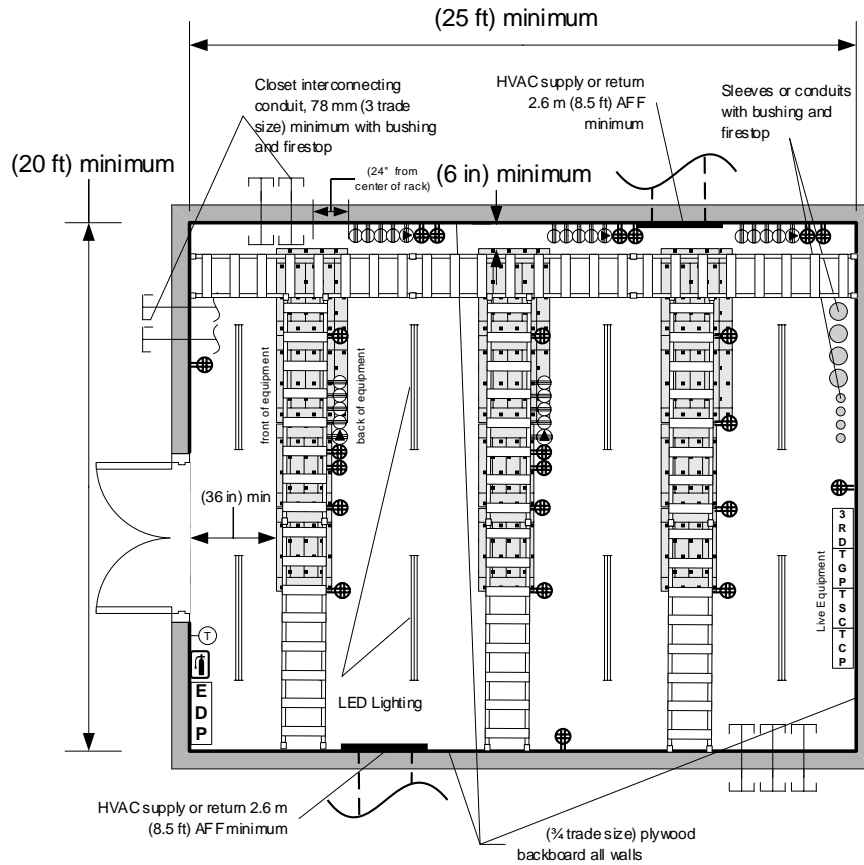 (25 ft) minimum
Closet interconnecting
conduit, 78 mm (3 trade
size) minimum with bushing
and firestop
HVAC supply or return
2.6 m (8.5 ft) AFF
minimum
Sleeves or conduits
with bushing and
firestop
(20 ft) minimum
(24" from
center of rack)
(6 in) minimum
front of equipment
back of equipment
(36 in) min
3
R
D
T
G
P
T
S
C
T
C
P
Live Equipment
T
E
D
P
LED Lighting
HVAC supply or return 2.6 m
(8.5 ft) AFF minimum
(¾ trade size) plywood
backboard all walls